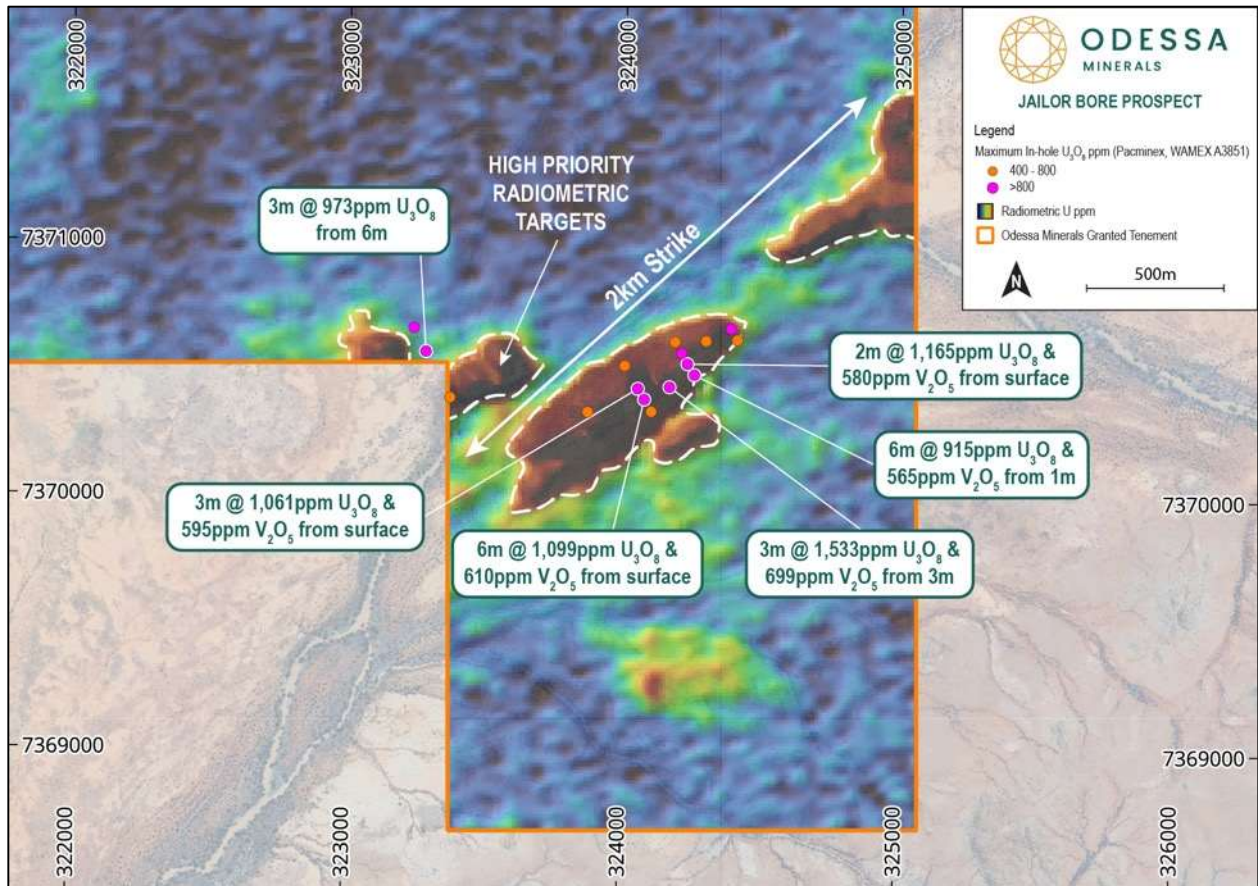 322000
323000
324000
325000
ODESSA
MINERALS
JAILOR BORE PROSPECT
Legend
Maximum In-hole U₃O₈ ppm (Pacminex, WAMEX A3851)
400 - 800
>800
Radiometric U ppm
Odessa Minerals Granted Tenement
N
500m
HIGH PRIORITY
RADIOMETRIC
TARGETS
3m @ 973ppm U₃O₈
from 6m
7371000
2km Strike
2m @ 1,165ppm U₃O₈ &
580ppm V₂O₅ from surface
6m @ 915ppm U₃O₈ &
565ppm V₂O₅ from 1m
7370000
7370000
3m @ 1,061ppm U₃O₈ &
595ppm V₂O₅ from surface
6m @ 1,099ppm U₃O₈ &
610ppm V₂O₅ from surface
3m @ 1,533ppm U₃O₈ &
699ppm V₂O₅ from 3m
7369000
7369000
322000
323000
324000
325000
326000